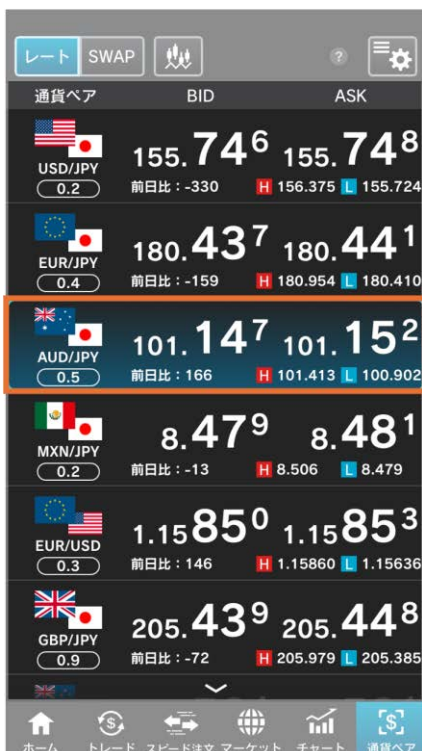 レート SWAP ?
通貨ペア BID ASK
USD/JPY 155.746 155.748
0.2 前日比：-330 H 156.375 L 155.724
EUR/JPY 180.437 180.441
0.4 前日比：-159 H 180.954 L 180.410
AUD/JPY 101.147 101.152
0.5 前日比：166 H 101.413 L 100.902
MXN/JPY 8.479 8.481
0.2 前日比：-13 H 8.506 L 8.479
EUR/USD 1.15850 1.15853
0.3 前日比：146 H 1.15860 L 1.15636
GBP/JPY 205.439 205.448
0.9 前日比：-72 H 205.979 L 205.385
ホーム トレード スピード注文 マーケット チャート 通貨ペア